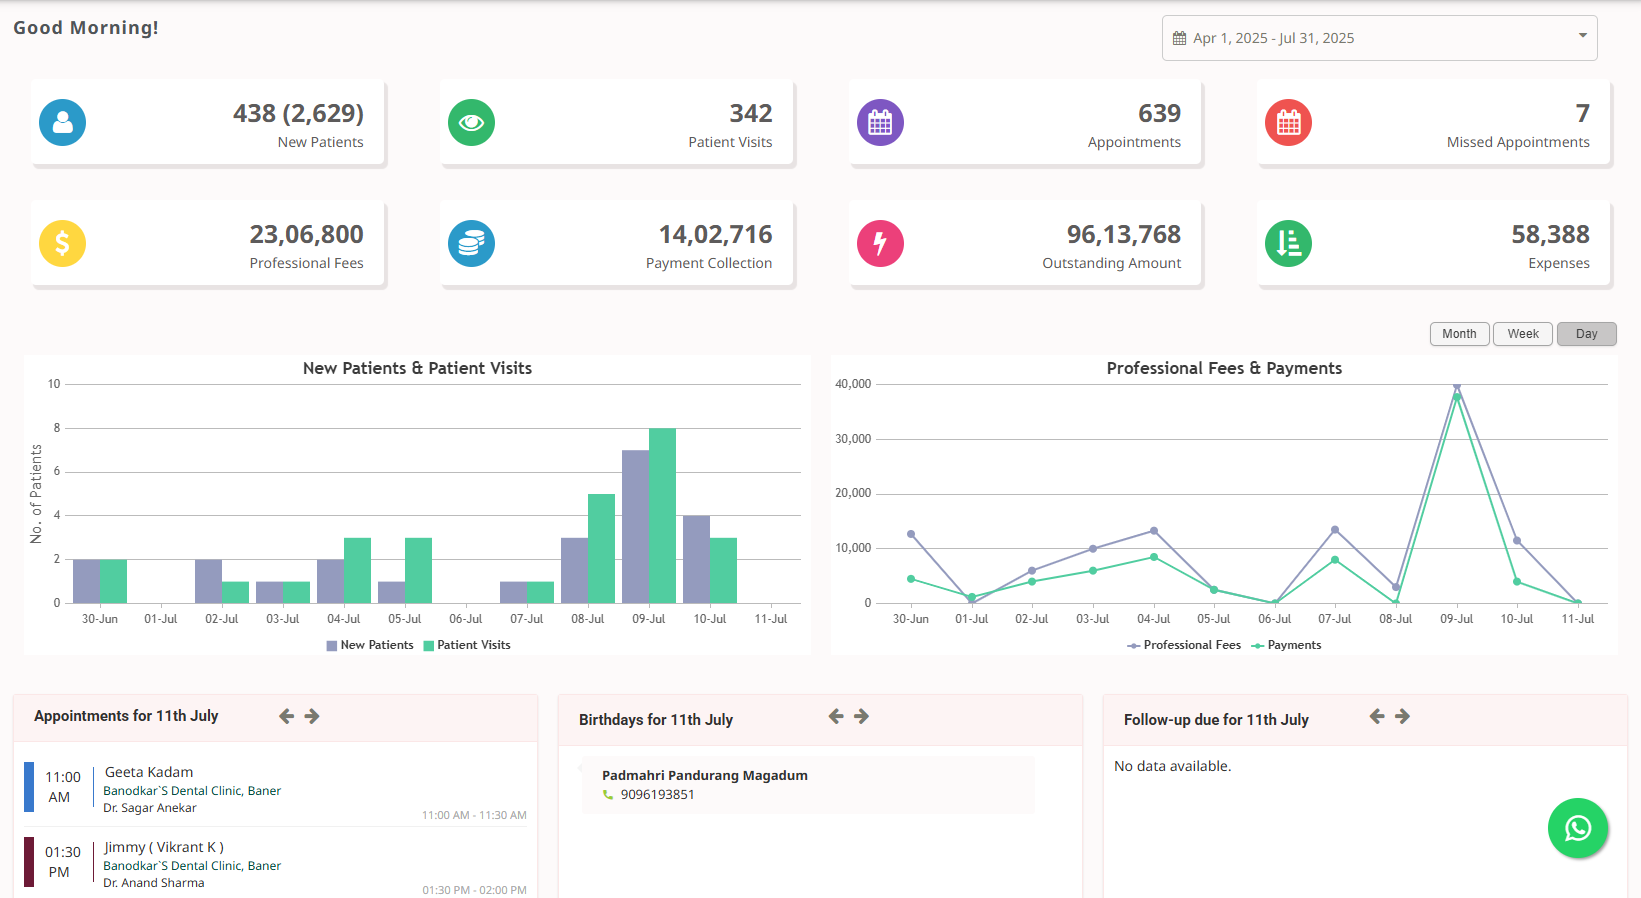 Good Morning!
Apr 1, 2025 - Jul 31, 2025
438 (2,629)
New Patients
342
Patient Visits
639
Appointments
7
Missed Appointments
23,06,800
Professional Fees
14,02,716
Payment Collection
96,13,768
Outstanding Amount
58,388
Expenses
Month Week Day
New Patients & Patient Visits
10
8
6
4
2
0
No. of Patients
30-Jun 01-Jul 02-Jul 03-Jul 04-Jul 05-Jul 06-Jul 07-Jul 08-Jul 09-Jul 10-Jul 11-Jul
New Patients Patient Visits
Professional Fees & Payments
40,000
30,000
20,000
10,000
0
30-Jun 01-Jul 02-Jul 03-Jul 04-Jul 05-Jul 06-Jul 07-Jul 08-Jul 09-Jul 10-Jul 11-Jul
Professional Fees Payments
Appointments for 11th July
11:00
AM
Geeta Kadam
Banodkar`S Dental Clinic, Baner
Dr. Sagar Anekar
11:00 AM - 11:30 AM
01:30
PM
Jimmy ( Vikrant K )
Banodkar`S Dental Clinic, Baner
Dr. Anand Sharma
01:30 PM - 02:00 PM
Birthdays for 11th July
Padmahri Pandurang Magadum
9096193851
Follow-up due for 11th July
No data available.